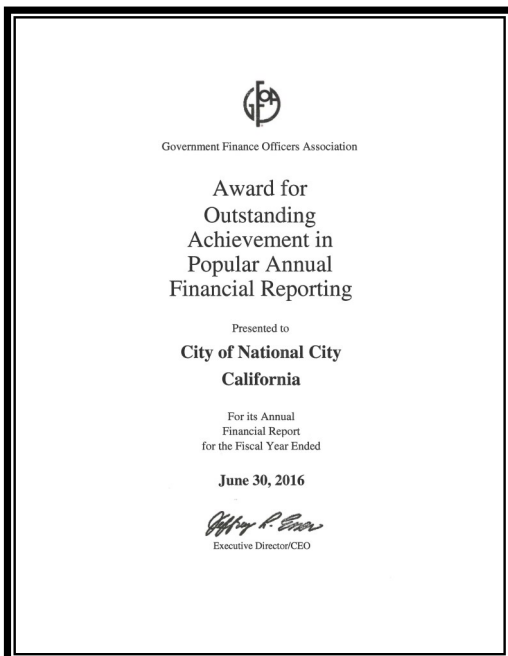 Government Finance Officers Association
Award for
Outstanding
Achievement in
Popular Annual
Financial Reporting
Presented to
City of National City
California
For its Annual
Financial Report
for the Fiscal Year Ended
June 30, 2016
Executive Director/CEO